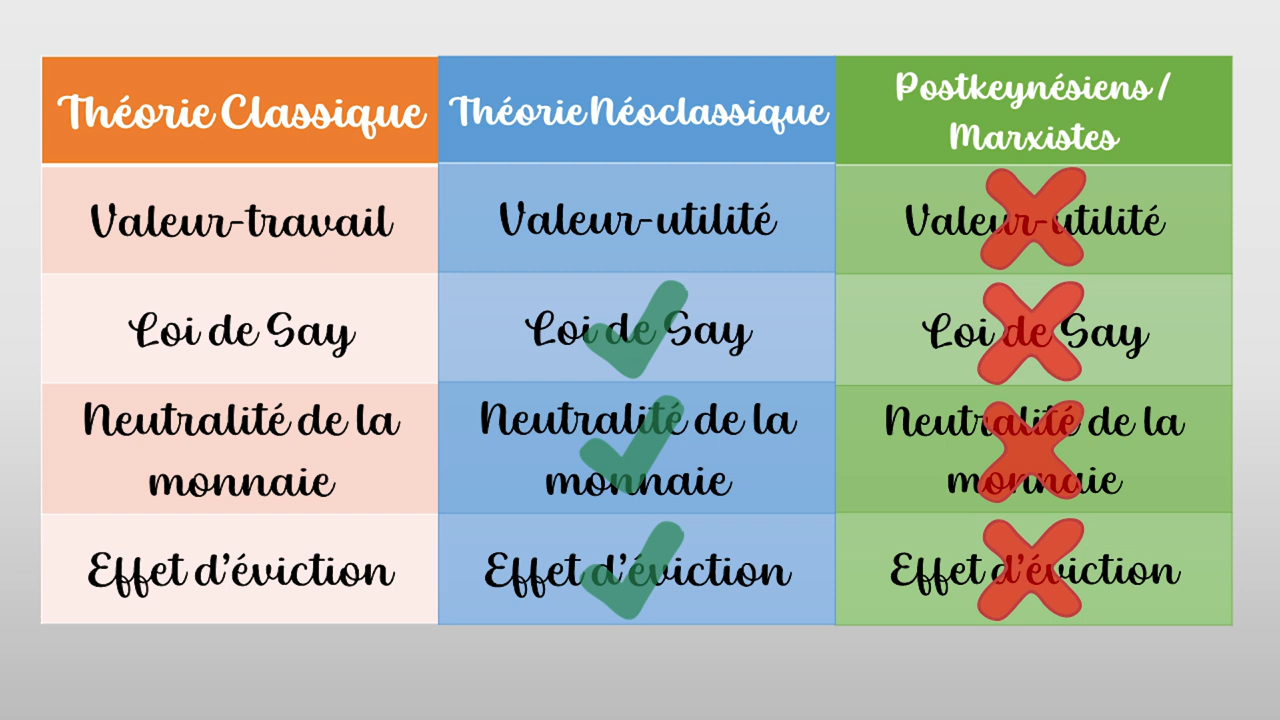 Théorie Classique
Théorie Néoclassique
Postkeynésiens /
Marxistes
Valeur-travail
Valeur-utilité
Valeur-utilité
Loi de Say
Loi de Say
Loi de Say
Neutralité de la
monnaie
Neutralité de la
monnaie
Neutralité de la
monnaie
Effet d'éviction
Effet d'éviction
Effet d'éviction